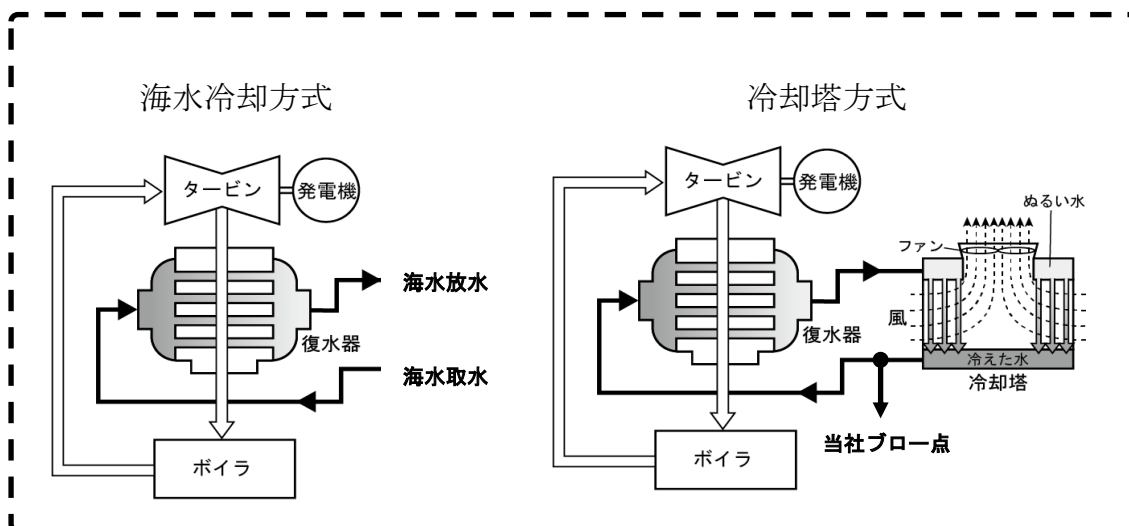 海水冷却方式
タービン
発電機
海水放水
復水器
海水取水
ボイラ
冷却塔方式
タービン
発電機
ぬるい水
ファン
風
復水器
冷えた水
冷却塔
当社ブロー点
ボイラ